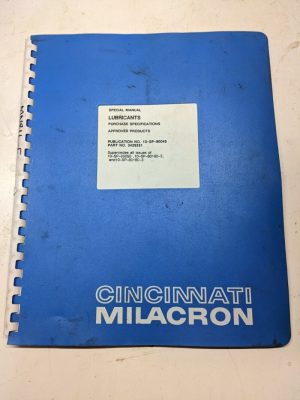 SPECIAL MANUAL
LUBRICANTS
PURCHASE SPECIFICATIONS
APPROVED PRODUCTS
PUBLICATION NO. 10-SP-90045
PART NO.
Supersedes all issues of
CINCINNATI
MILACRON